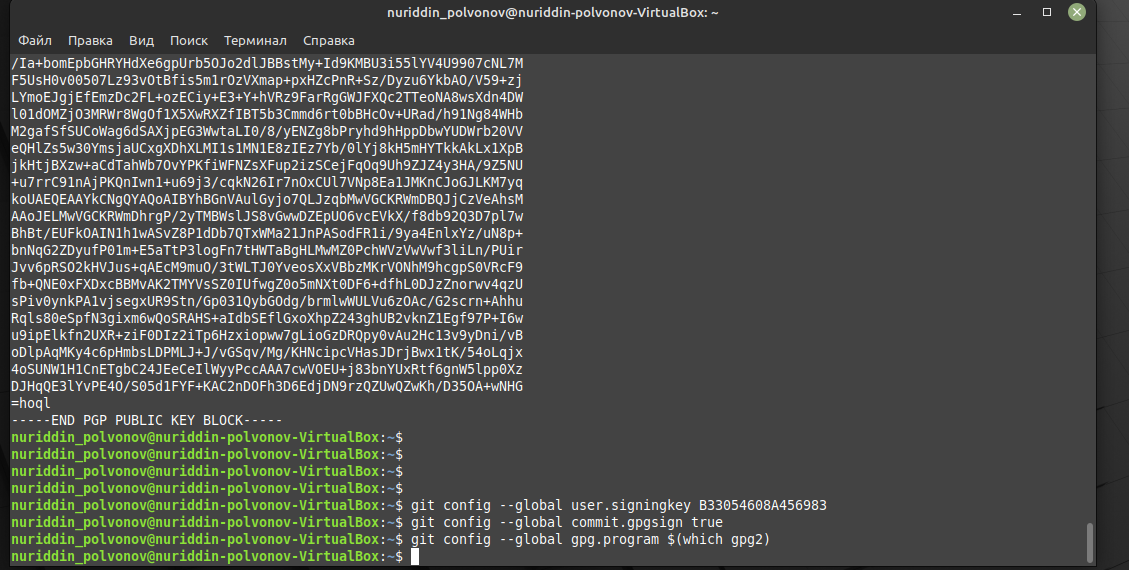 nuriddin_polvonov@nuriddin-polvonov-VirtualBox: ~
Файл Правка Вид Поиск Терминал Справка
/Ia+bomEpbGHRYHdXe6gpUrb5OJo2dlJBBstMy+Id9KMBU3i55lYV4U9907cNL7M
F5UsH0v00507Lz93vOtBfis5m1rOzVXmap+pxHZcPnR+Sz/Dyzu6YkbAO/V59+zj
LYmoEJgjEfEmzDc2FL+ozECiy+E3+Y+hVRz9FarRgGWJFXQc2TTeoNA8wsXdn4DW
l01dOMZjO3MRWr8WgOf1X5XwRXZfIBT5b3Cmmd6rt0bBHcOv+URad/h91Ng84WHb
M2gafSfSUCoWag6dSAXjpEG3WwtaLI0/8/yENZg8bPryhd9hHppDbwYUDWrb20VV
eQHlZs5w30YmsjaUCxgXDhXLMI1s1MN1E8zIEz7Yb/0lYj8kH5mHYTkkAkLx1XpB
jkHtjBXzw+aCdTahWb7OvYPKfiWFNZsXFup2izSCejFqOq9Uh9ZJZ4y3HA/9Z5NU
+u7rrC91nAjPKQnIwn1+u69j3/cqkN26Ir7nOxCUl7VNp8Ea1JMKnCJoGJLKM7yq
koUAEQEAAYkCNgQYAQoAIBYhBGnVAulGyjo7QLJzqbMwVGCKRWmDBQJjCzVeAhsM
AAoJELMwVGCKRWmDhrgP/2yTMBWslJS8vGwwDZEpUO6vcEVkX/f8db92Q3D7pl7w
BhBt/EUFkOAIN1h1wASvZ8P1dDb7QTxWMa21JnPASodFR1i/9ya4EnlxYz/uN8p+
bnNqG2ZDyufP01m+E5aTtP3logFn7tHWTaBgHLMwMZ0PchWVzVwVwf3liLn/PUir
Jvv6pRSO2kHVJus+qAEcM9muO/3tWLTJ0YveosXxVBbzMKrVONhM9hcgpS0VRcF9
fb+QNE0xFXDxcBBMvAK2TMYVsSZ0IUfwgZ0o5mNXt0DF6+dfhL0DJzZnorwv4qzU
sPiv0ynkPA1vjsegxUR9Stn/Gp031QybGOdg/brmlwWULVu6zOAc/G2scrn+Ahhu
Rqls80eSpfN3gixm6wQoSRAHS+aIdbSEflGxoXhpZ243ghUB2vknZ1Egf97P+I6w
u9ipElkfn2UXR+ziF0DIz2iTp6Hzxiopww7gLioGzDRQpy0vAu2Hc13v9yDni/vB
oDlpAqMKy4c6pHmbsLDPMLJ+J/vGSqv/Mg/KHNcipcVHasJDrjBwx1tK/54oLqjx
4oSUNW1H1CnETgbC24JEeCeIlWyyPccAAA7cwVOEU+j83bnYUxRtf6gnW5lpp0Xz
DJHqQE3lYvPE4O/S05d1FYF+KAC2nDOFh3D6EdjDN9rzQZUwQZwKh/D35OA+wNHG
=hoql
-----END PGP PUBLIC KEY BLOCK-----
nuriddin_polvonov@nuriddin-polvonov-VirtualBox:~$
nuriddin_polvonov@nuriddin-polvonov-VirtualBox:~$
nuriddin_polvonov@nuriddin-polvonov-VirtualBox:~$
nuriddin_polvonov@nuriddin-polvonov-VirtualBox:~$
nuriddin_polvonov@nuriddin-polvonov-VirtualBox:~$ git config --global user.signingkey B33054608A456983
nuriddin_polvonov@nuriddin-polvonov-VirtualBox:~$ git config --global commit.gpgsign true
nuriddin_polvonov@nuriddin-polvonov-VirtualBox:~$ git config --global gpg.program $(which gpg2)
nuriddin_polvonov@nuriddin-polvonov-VirtualBox:~$